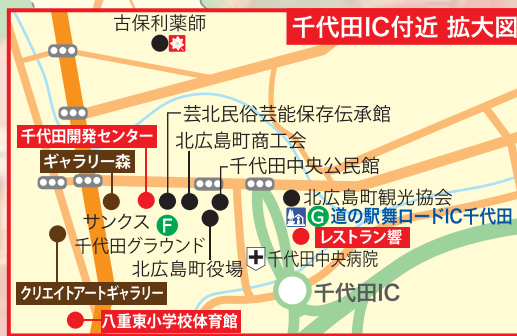 千代田IC付近 拡大図
古保利薬師
芸北民俗芸能保存伝承館
千代田開発センター
北広島町商工会
ギャラリー森
千代田中央公民館
北広島町観光協会
サンクス
F
G 道の駅舞ロードIC千代田
千代田グラウンド
レストラン響
北広島町役場
千代田中央病院
クリエイトアートギャラリー
千代田IC
八重東小学校体育館